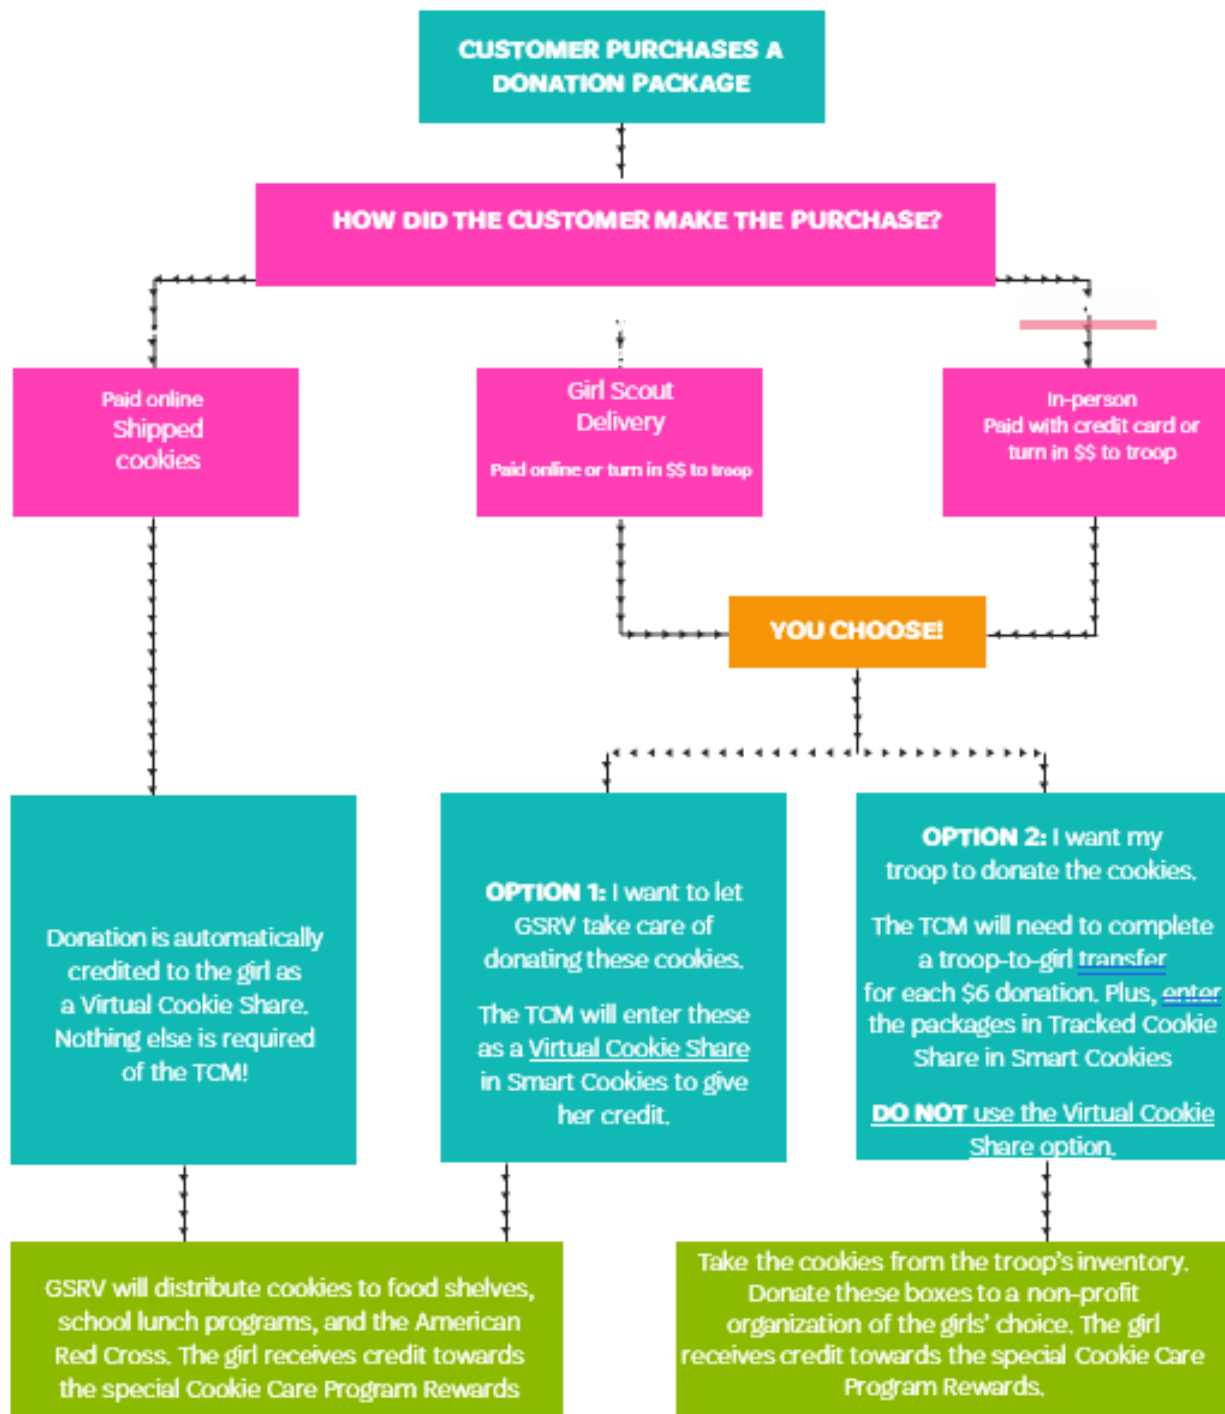 CUSTOMER PURCHASES A
DONATION PACKAGE
HOW DID THE CUSTOMER MAKE THE PURCHASE?
Paid online
Shipped
cookies
Girl Scout
Delivery
Paid online or turn in $$ to troop
In-person
Paid with credit card or
turn in $$ to troop
YOU CHOOSE!
Donation is automatically
credited to the girl as
a Virtual Cookie Share.
Nothing else is required
of the TCM!
OPTION 1: I want to let
GSRV take care of
donating these cookies.
The TCM will enter these
as a Virtual Cookie Share
in Smart Cookies to give
her credit.
OPTION 2: I want my
troop to donate the cookies.
The TCM will need to complete
a troop-to-girl transfer
for each $6 donation. Plus, enter
the packages in Tracked Cookie
Share in Smart Cookies
DO NOT use the Virtual Cookie
Share option.
GSRV will distribute cookies to food shelves,
school lunch programs, and the American
Red Cross. The girl receives credit towards
the special Cookie Care Program Rewards
Take the cookies from the troop's inventory.
Donate these boxes to a non-profit
organization of the girls' choice. The girl
receives credit towards the special Cookie Care
Program Rewards.